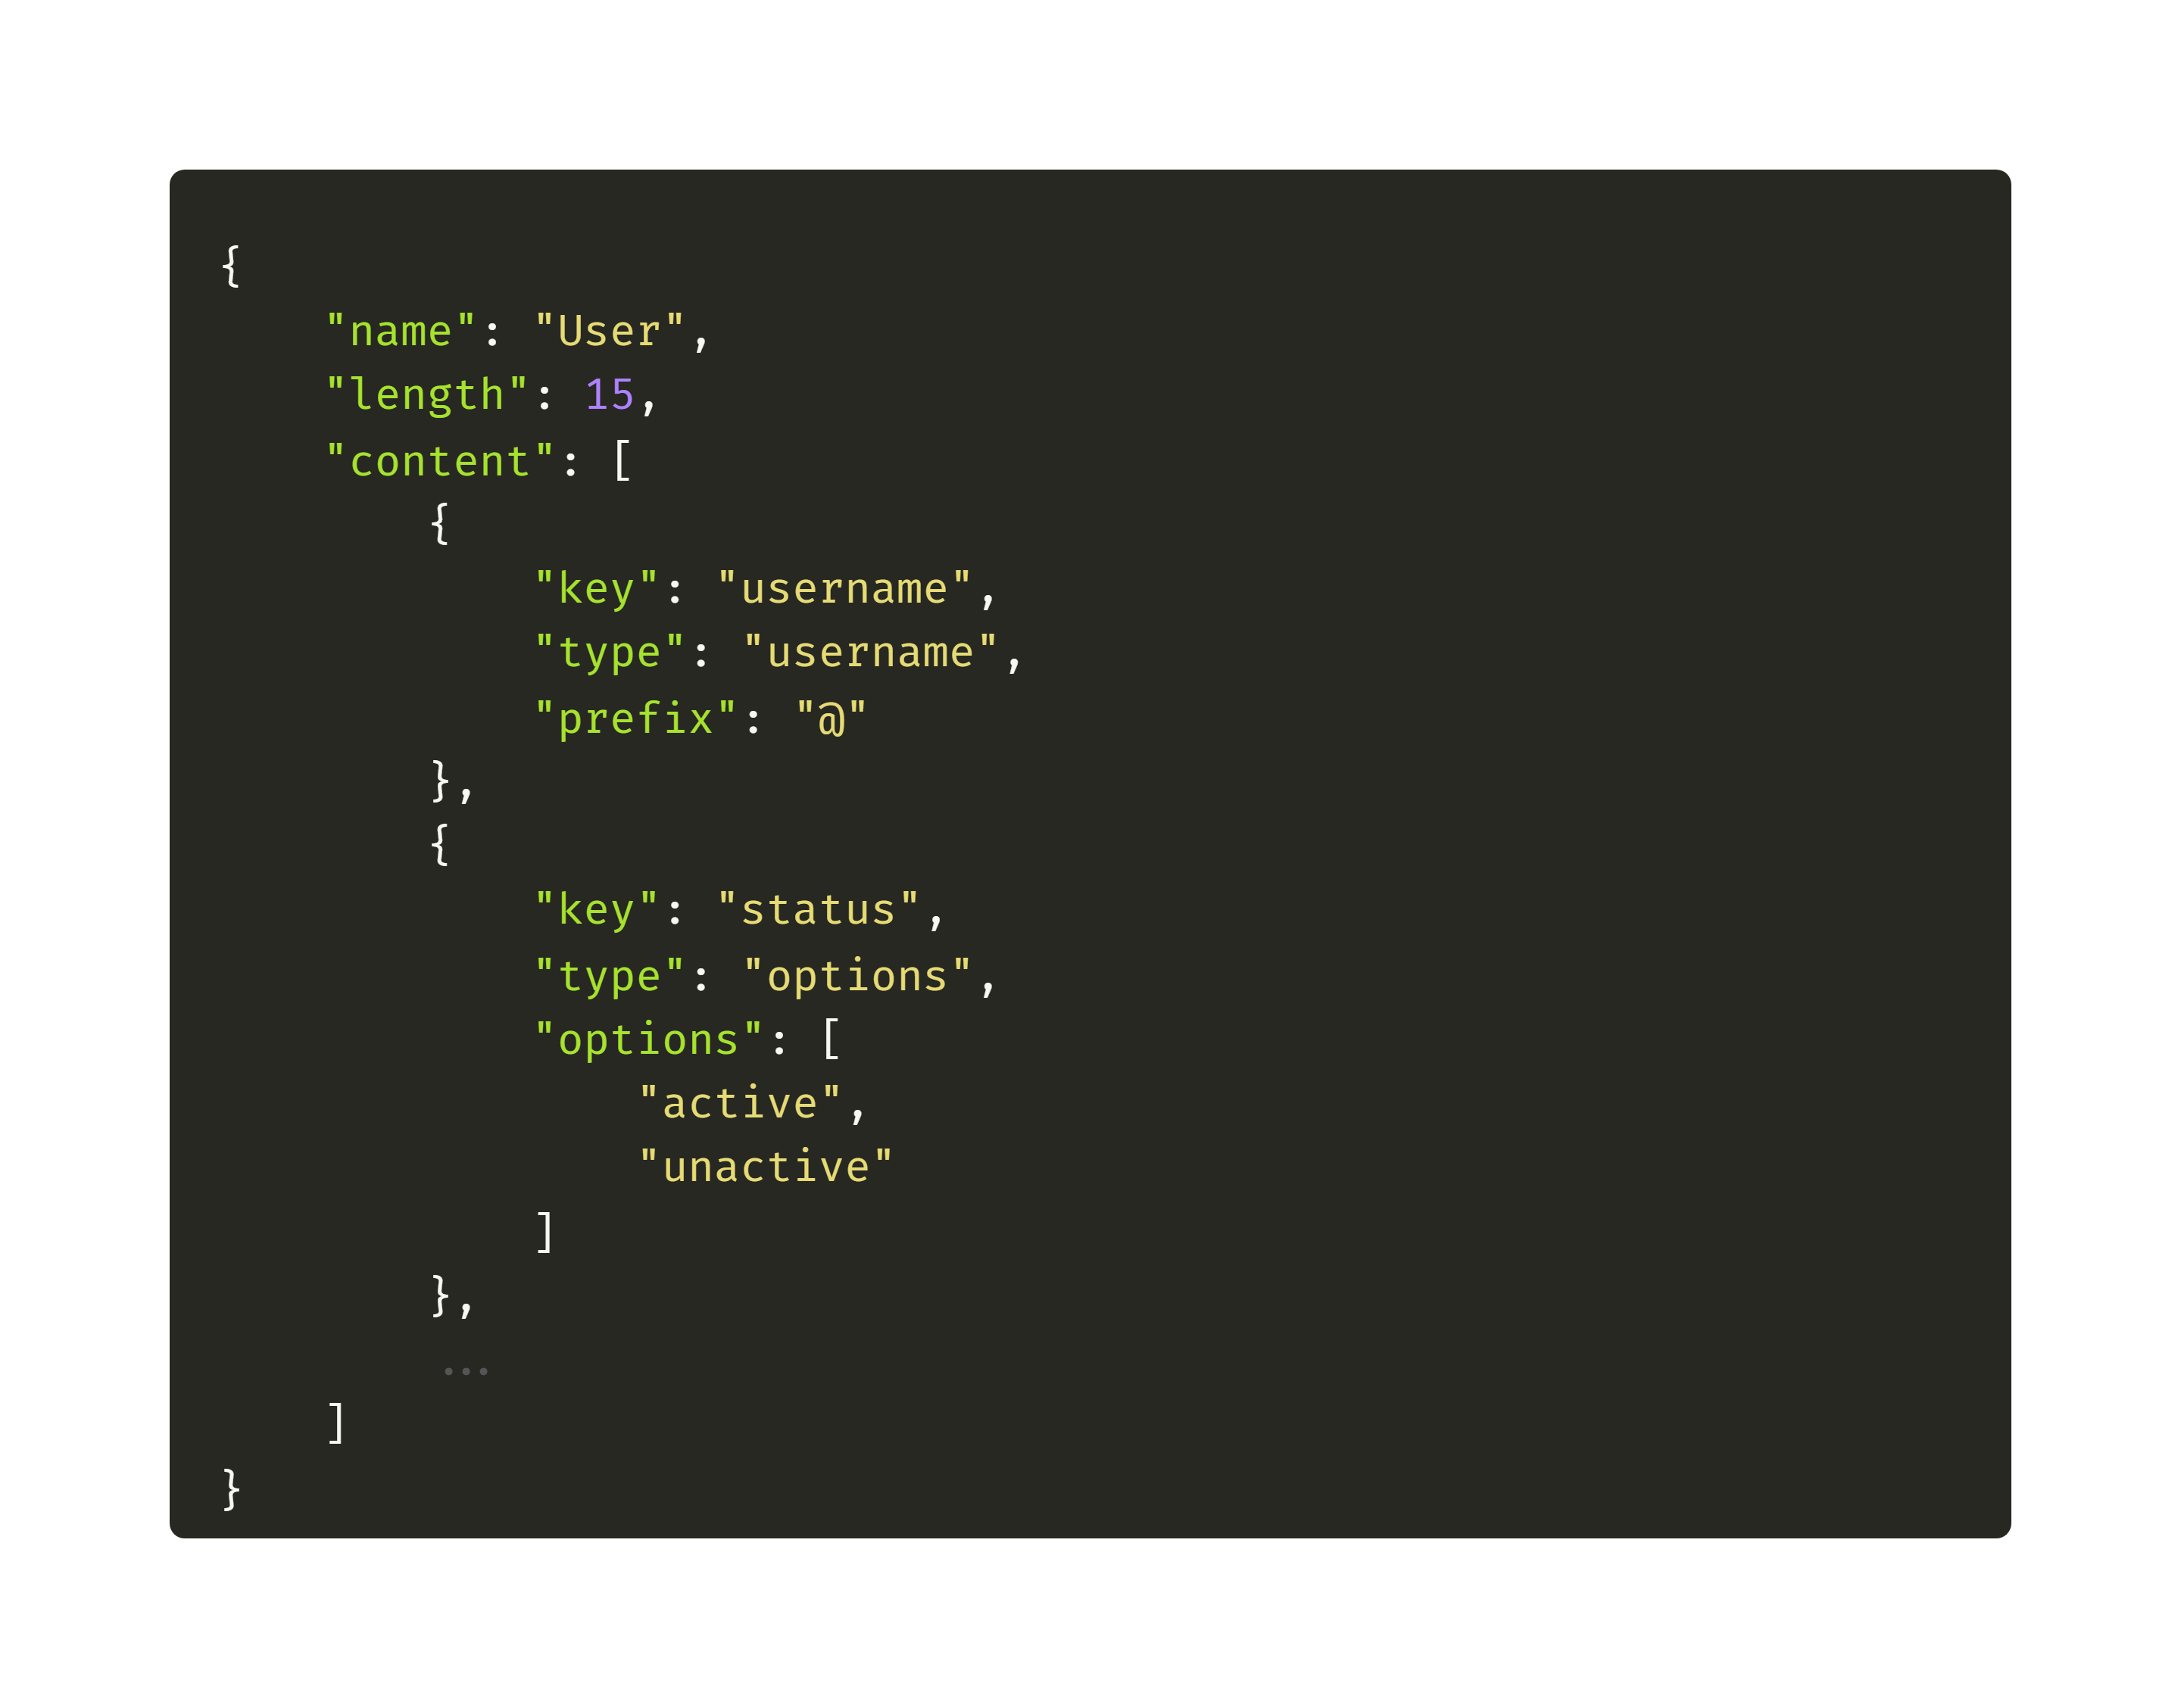 {
    "name": "User",
    "length": 15,
    "content": [
        {
            "key": "username",
            "type": "username",
            "prefix": "@"
        },
        {
            "key": "status",
            "type": "options",
            "options": [
                "active",
                "unactive"
            ]
        },
        ...
    ]
}